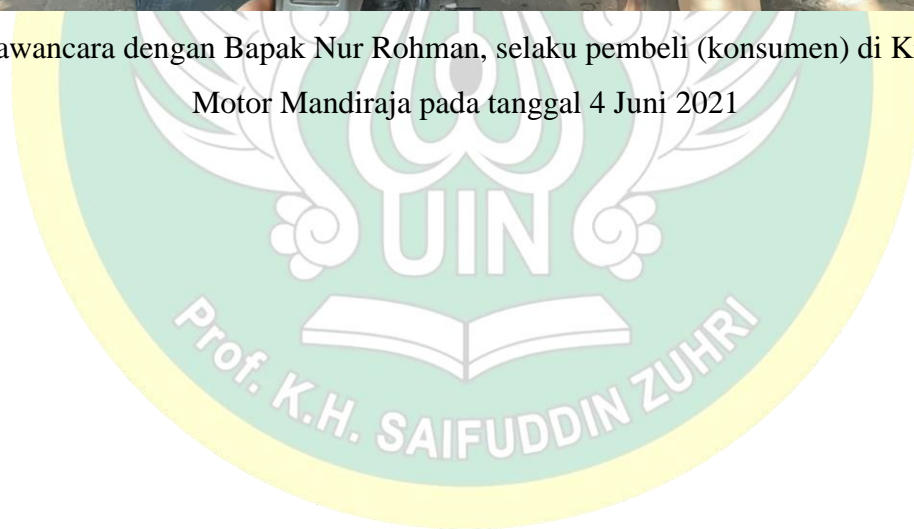 awancara dengan Bapak Nur Rohman, selaku pembeli (konsumen) di K
Motor Mandiraja pada tanggal 4 Juni 2021
UIN
Prof. K.H. SAIFUDDIN ZUHRI